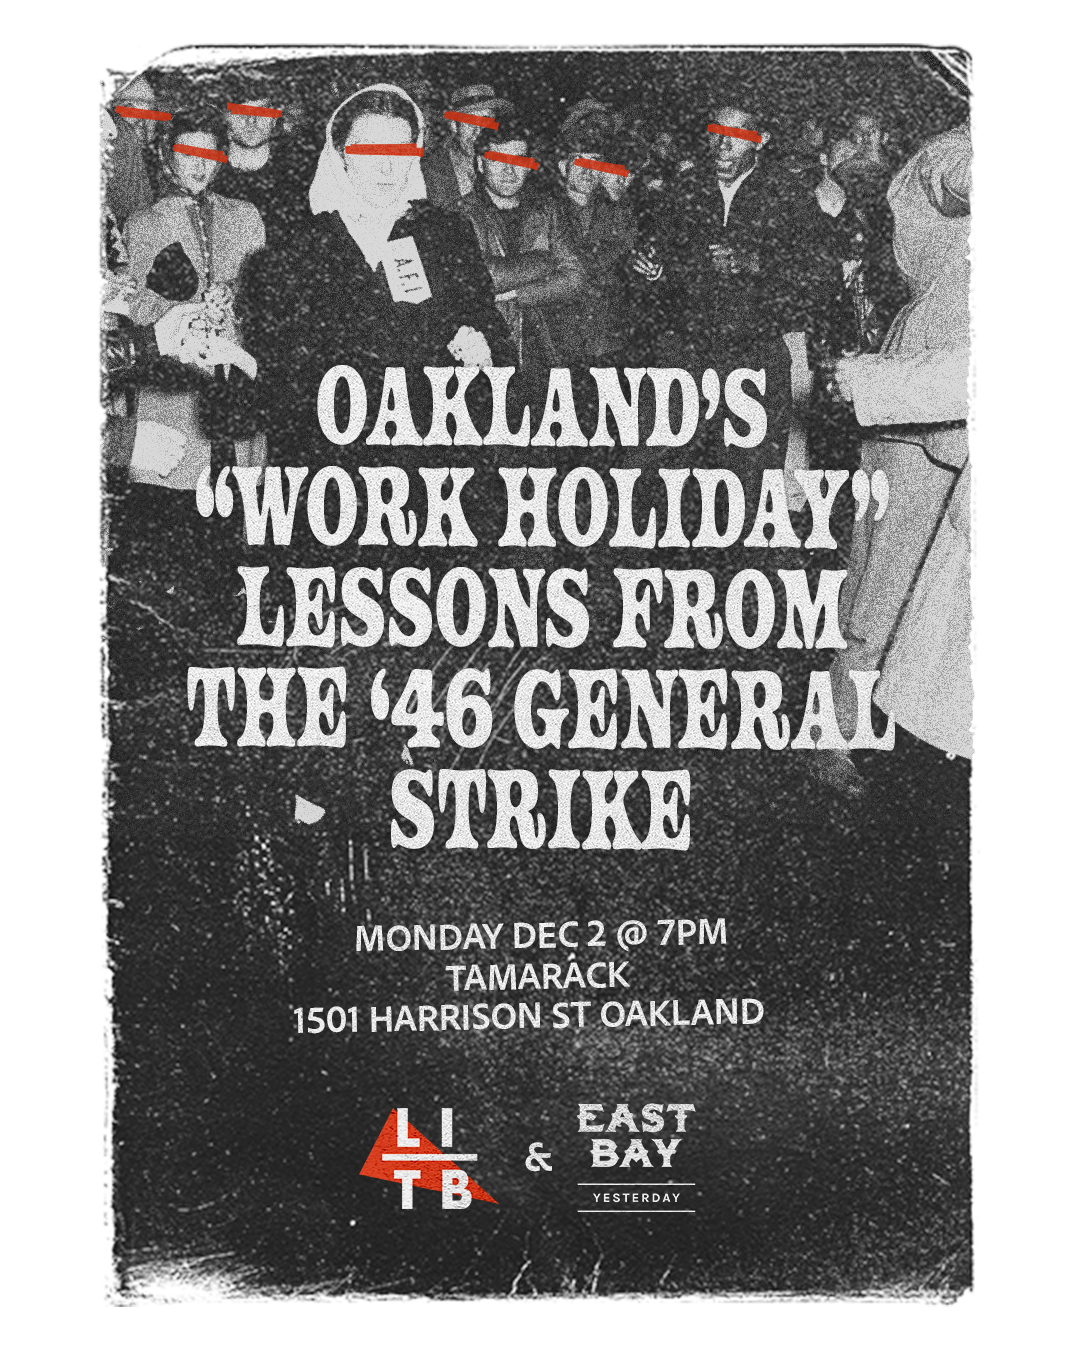 A.F.L
OAKLAND’S
“WORK HOLIDAY”
LESSONS FROM
THE ‘46 GENERAL
STRIKE
MONDAY DEC 2 @ 7PM
TAMARACK
1501 HARRISON ST OAKLAND
LI
TB
&
EAST
BAY
YESTERDAY